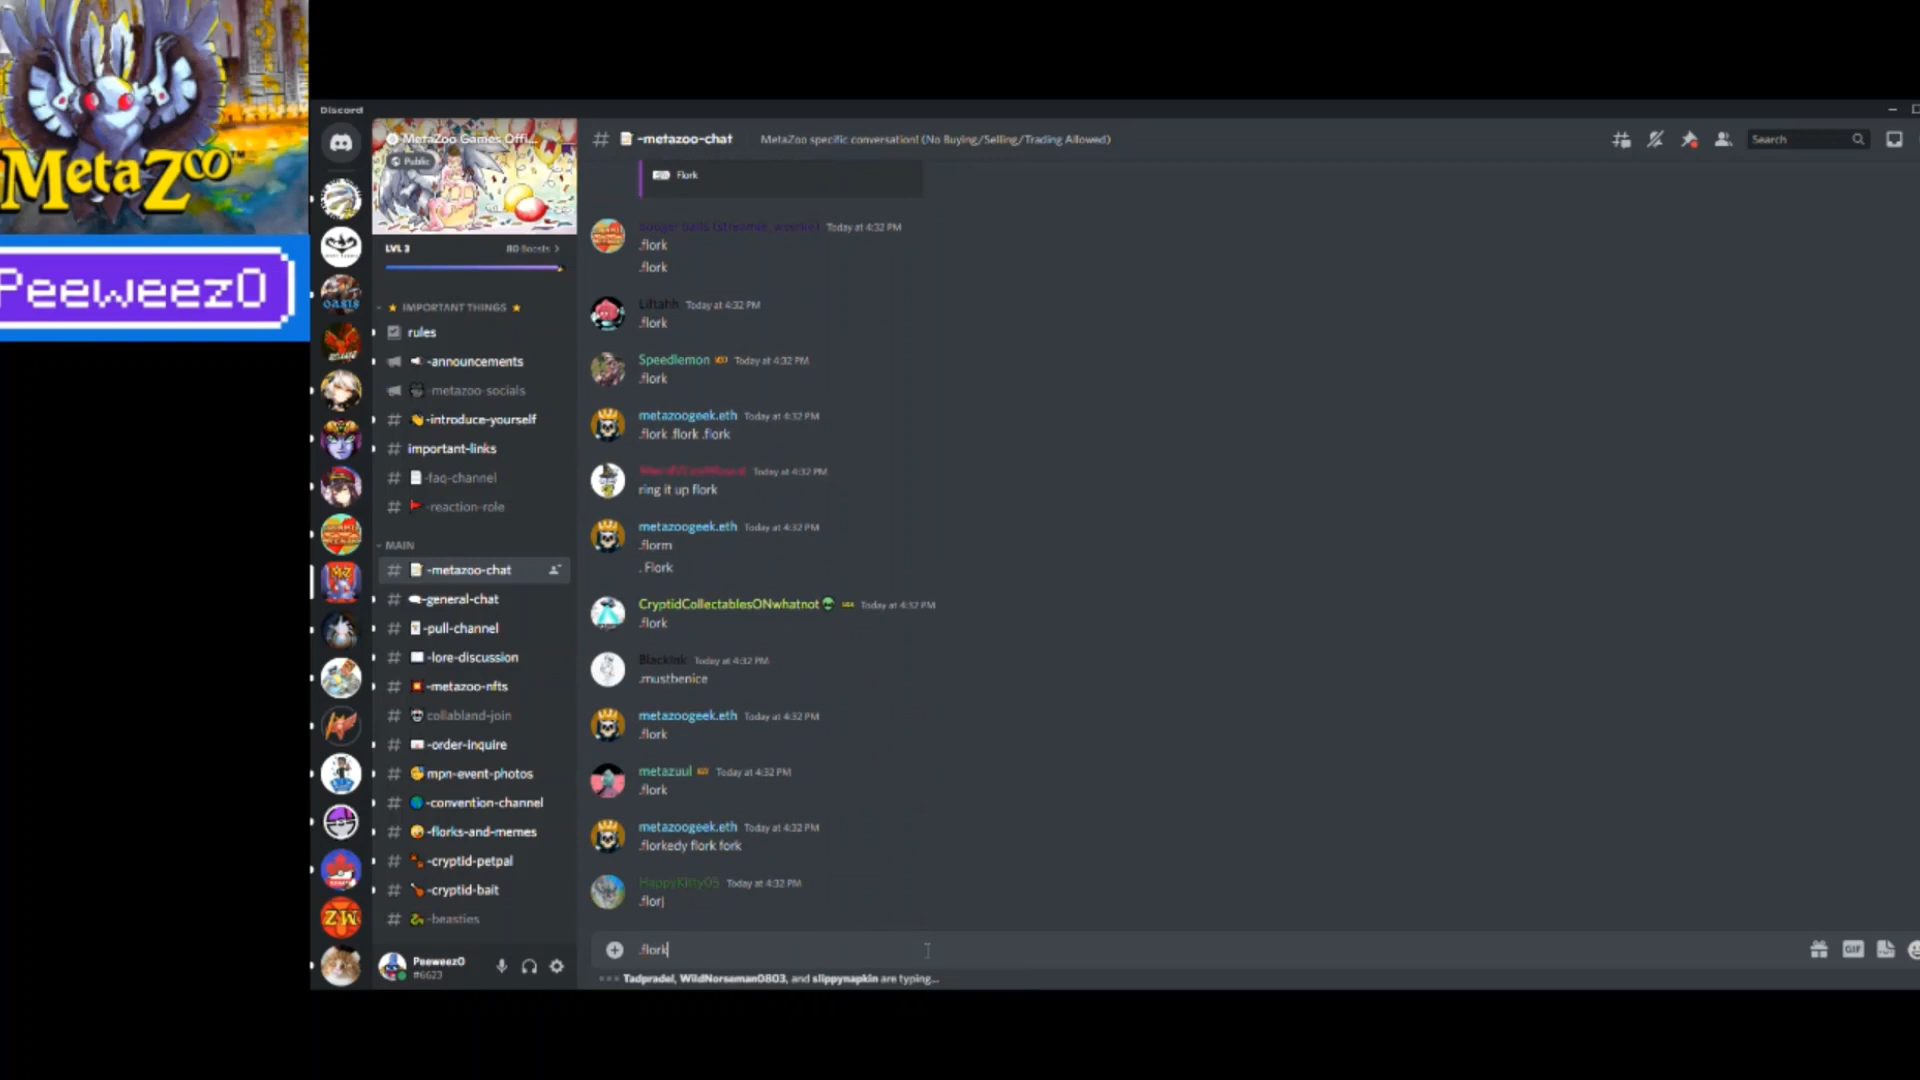 MetaZoo™
Peeweez0
Discord
MetaZoo Games Offi...
Public
LVL 3
80 Boosts
IMPORTANT THINGS
rules
-announcements
-metazoo-socials
-introduce-yourself
important-links
-faq-channel
-reaction-role
MAIN
-metazoo-chat
-general-chat
-pull-channel
-lore-discussion
-metazoo-nfts
collabland-join
-order-inquire
mpn-event-photos
-convention-channel
-florks-and-memes
-cryptid-petpal
-cryptid-bait
-beasties
Peeweez0
#6623
-metazoo-chat
MetaZoo specific conversation! (No Buying/Selling/Trading Allowed)
Search
Flork
Today at 4:32 PM
.flork
.flork
Liltahh Today at 4:32 PM
.flork
Speedlemon Today at 4:32 PM
.flork
metazoogeek.eth Today at 4:32 PM
.flork .flork .flork
Today at 4:32 PM
ring it up flork
metazoogeek.eth Today at 4:32 PM
.florm
. Flork
CryptidCollectablesONwhatnot Today at 4:32 PM
.flork
Blackink Today at 4:32 PM
.mustbenice
metazoogeek.eth Today at 4:32 PM
.flork
metazuul Today at 4:32 PM
.flork
metazoogeek.eth Today at 4:32 PM
.florkedy flork fork
HappyKitty05 Today at 4:32 PM
.florj
.flork
GIF
Tadpradel, WildNorseman0803, and slippynapkin are typing...